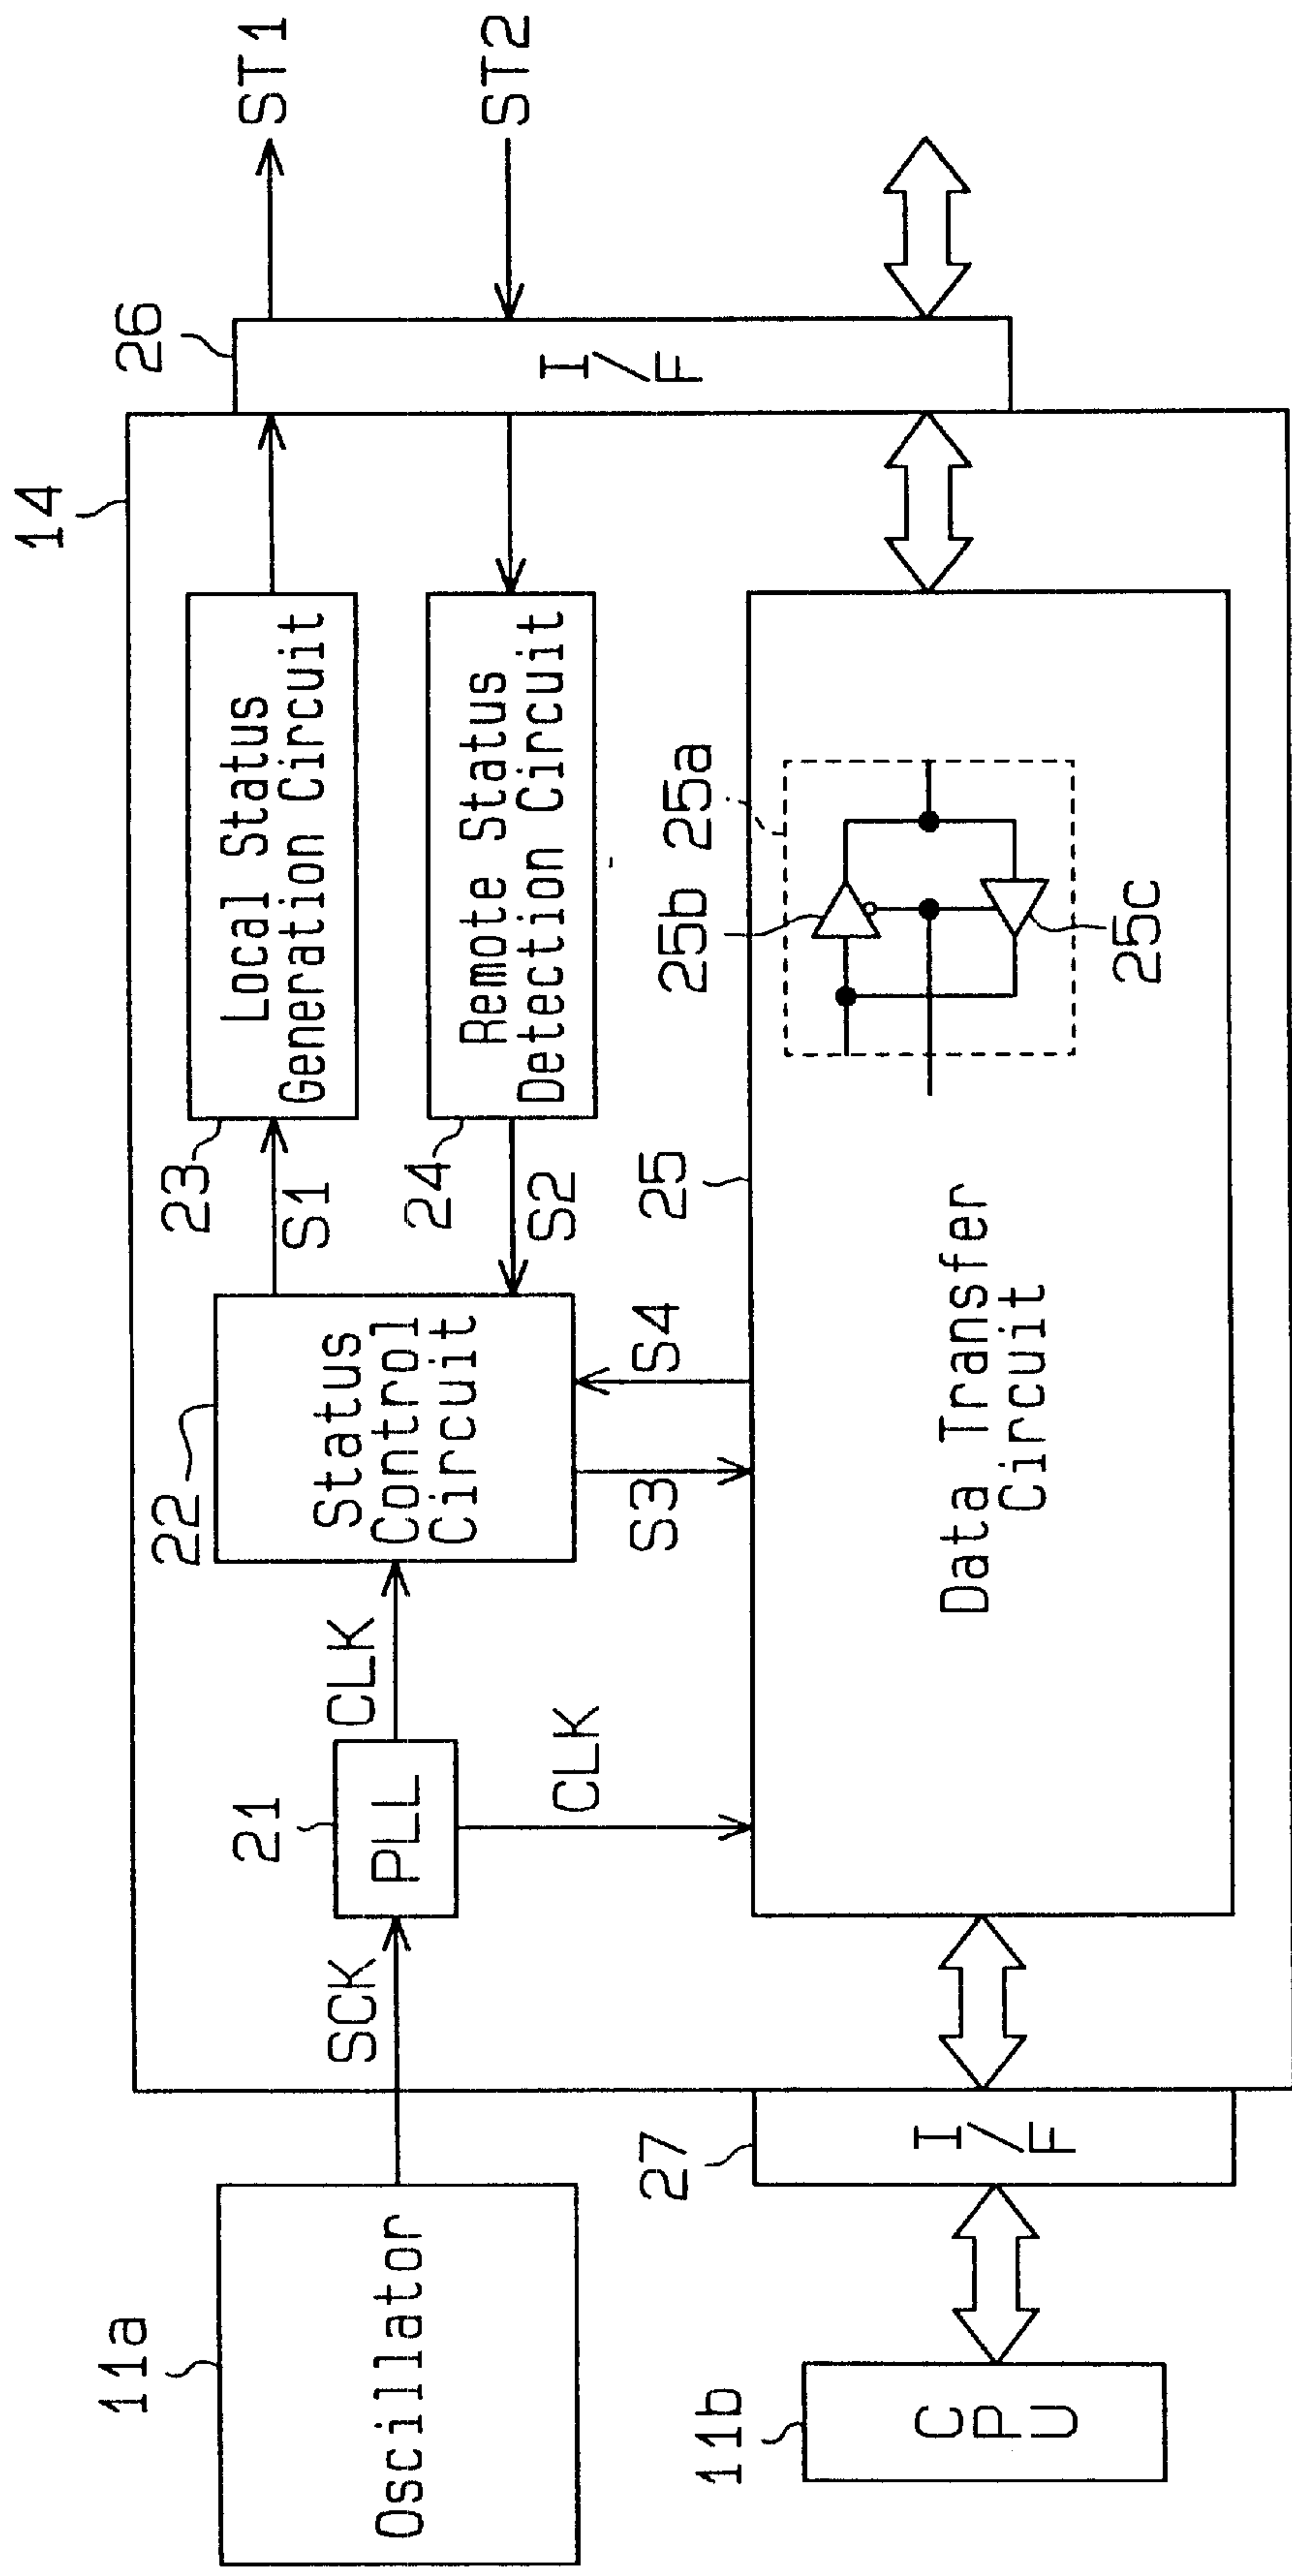 14
26
ST1
ST2
I/F
23
Local Status
Generation Circuit
24
Remote Status
Detection Circuit
S1
S2
22
Status
Control
Circuit
S3
S4
21
PLL
CLK
CLK
SCK
11a
Oscillator
25
25a
25b
25c
Data Transfer
Circuit
27
I/F
11b
CPU